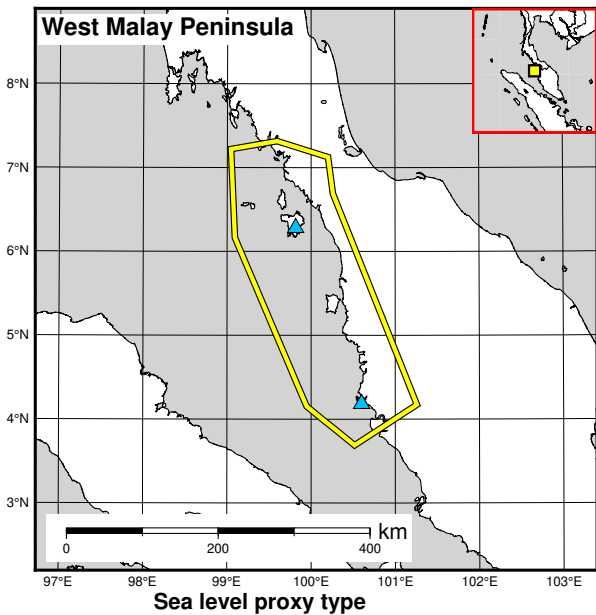 West Malay Peninsula
8°N
7°N
6°N
5°N
4°N
3°N
km
0 200 400
97°E 98°E 99°E 100°E 101°E 102°E 103°E
Sea level proxy type